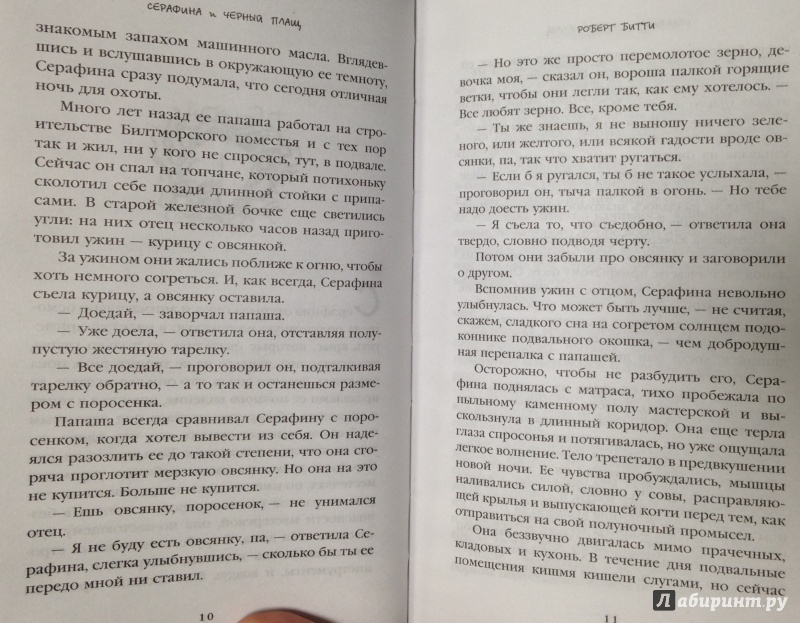 СЕРАФИНА и ЧЕРНЫЙ ПЛАЩ
знакомым запахом машинного масла. Вглядев-
шись и вслушавшись в окружающую ее темноту,
Серафина сразу подумала, что сегодня отличная
ночь для охоты.
Много лет назад ее папаша работал на стро-
ительстве Билтморского поместья и с тех пор
так и жил, ни у кого не спросясь, тут, в подвале.
Сейчас он спал на топчане, который потихоньку
сколотил себе позади длинной стойки с припа-
сами. В старой железной бочке еще светились
угли: на них отец несколько часов назад приго-
товил ужин — курицу с овсянкой.
За ужином они жались поближе к огню, чтобы
хоть немного согреться. И, как всегда, Серафина
съела курицу, а овсянку оставила.
— Доедай, — заворчал папаша.
— Уже доела, — ответила она, отставляя полу-
пустую жестяную тарелку.
— Все доедай, — проговорил он, подталкивая
тарелку обратно, — а то так и останешься разме-
ром с поросенка.
Папаша всегда сравнивал Серафину с поро-
сенком, когда хотел вывести из себя. Он наде-
ялся разозлить ее до такой степени, что она сго-
ряча проглотит мерзкую овсянку. Но она на это
не купится. Больше не купится.
— Ешь овсянку, поросенок, — не унимался
отец.
— Я не буду есть овсянку, па, — ответила Се-
рафина, слегка улыбнувшись, — сколько бы ты ее
передо мной ни ставил.
10
РОБЕРТ БИТТИ
— Но это же просто перемолотое зерно, де-
вочка моя, — сказал он, вороша палкой горящие
ветки, чтобы они легли так, как ему хотелось. —
Все любят зерно. Все, кроме тебя.
— Ты же знаешь, я не выношу ничего зеле-
ного, или желтого, или всякой гадости вроде ов-
сянки, па, так что хватит ругаться.
— Если б я ругался, ты б не такое услыхала, —
проговорил он, тыча палкой в огонь. — Но тебе
надо доесть ужин.
— Я съела то, что съедобно, — ответила она
твердо, словно подводя черту.
Потом они забыли про овсянку и заговорили
о другом.
Вспомнив ужин с отцом, Серафина невольно
улыбнулась. Что может быть лучше, — не считая,
скажем, сладкого сна на согретом солнцем подо-
коннике подвального окошка, — чем добродуш-
ная перепалка с папашей.
Осторожно, чтобы не разбудить его, Сера-
фина поднялась с матраса, тихо пробежала по
пыльному каменному полу мастерской и вы-
скользнула в длинный коридор. Она еще терла
глаза спросонья и потягивалась, но уже ощущала
легкое волнение. Тело трепетало в предвкушении
новой ночи. Ее чувства пробуждались, мышцы
наливались силой, словно у совы, расправляю-
щей крылья и выпускающей когти перед тем, как
отправиться на свой полуночный промысел.
Она беззвучно двигалась мимо прачечных,
кладовых и кухонь. В течение дня подвальные
помещения кишмя кишели слугами, но сейчас
11
Лабиринт.ру